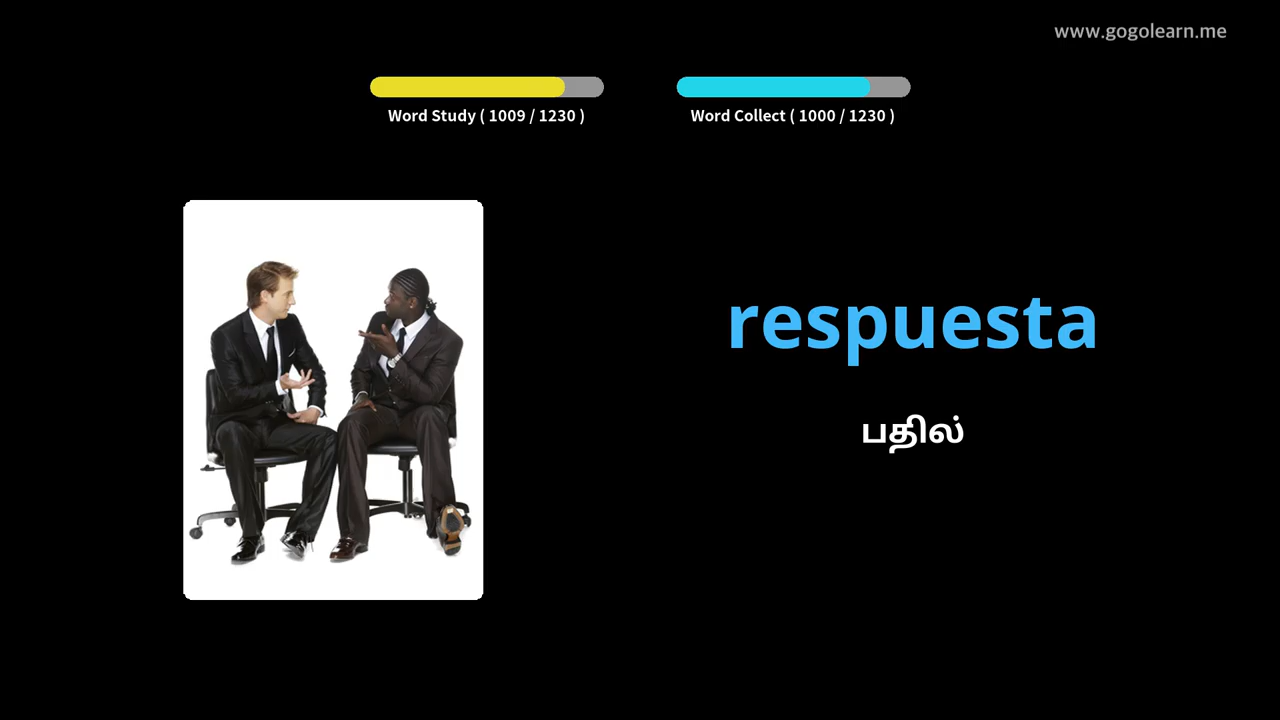 www.gogolearn.me
Word Study ( 1009 / 1230 )
Word Collect ( 1000 / 1230 )
respuesta
பதில்